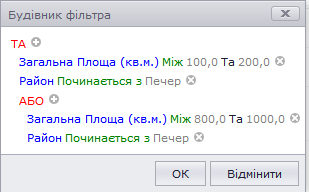 Будівник фільтра
ТА
Загальна Площа (кв.м.) Між 100,0 Та 200,0
Район Починається з Печер
АБО
Загальна Площа (кв.м.) Між 800,0 Та 1000,0
Район Починається з Печер
ОК
Відмінити